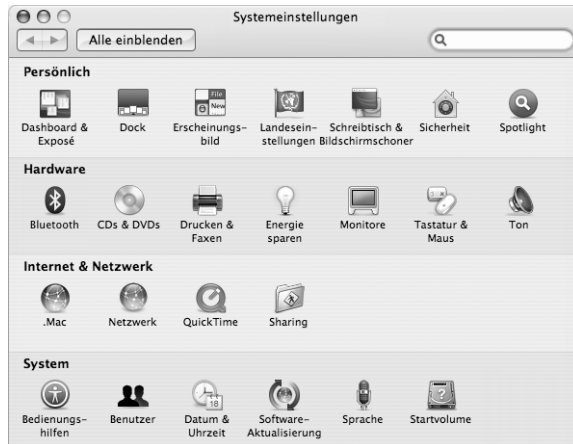 Systemeinstellungen
Alle einblenden
Persönlich
Dashboard & Exposé
Dock
Erscheinungs-
bild
Landesein-
stellungen
Schreibtisch &
Bildschirmschoner
Sicherheit
Spotlight
File
New
Hardware
Bluetooth
CDs & DVDs
Drucken &
Faxen
Energie
sparen
Monitore
Tastatur &
Maus
Ton
Internet & Netzwerk
.Mac
Netzwerk
QuickTime
Sharing
System
Bedienungs-
hilfen
Benutzer
Datum &
Uhrzeit
18
Software-
Aktualisierung
Sprache
Startvolume
?